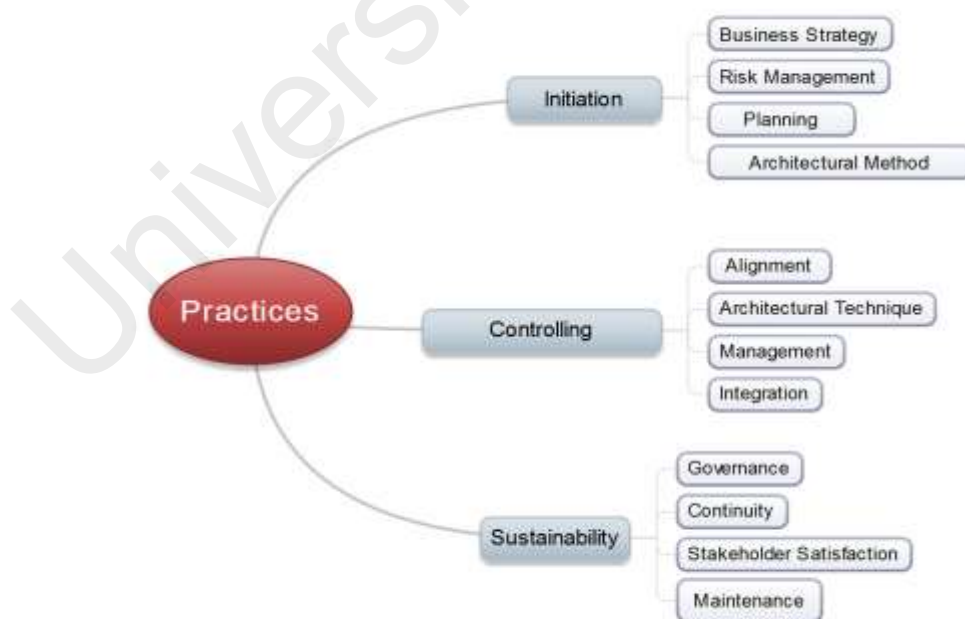 Univers
Practices
Initiation
Business Strategy
Risk Management
Planning
Architectural Method
Controlling
Alignment
Architectural Technique
Management
Integration
Sustainability
Governance
Continuity
Stakeholder Satisfaction
Maintenance